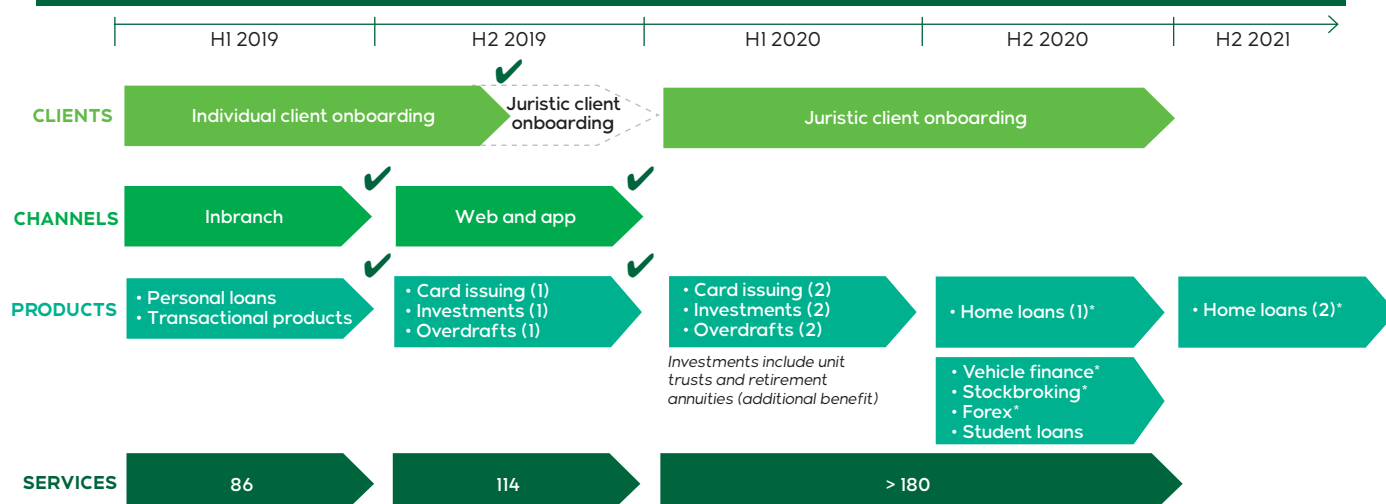 H1 2019
H2 2019
H1 2020
H2 2020
H2 2021
CLIENTS
Individual client onboarding
Juristic client
onboarding
Juristic client onboarding
CHANNELS
Inbranch
Web and app
PRODUCTS
• Personal loans
• Transactional products
• Card issuing (1)
• Investments (1)
• Overdrafts (1)
• Card issuing (2)
• Investments (2)
• Overdrafts (2)
Investments include unit
trusts and retirement
annuities (additional benefit)
• Home loans (1)*
• Vehicle finance*
• Stockbroking*
• Forex*
• Student loans
• Home loans (2)*
SERVICES
86
114
> 180